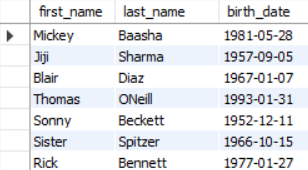 first_name last_name birth_date
Mickey Baasha 1981-05-28
Jiji Sharma 1957-09-05
Blair Diaz 1967-01-07
Thomas ONeill 1993-01-31
Sonny Beckett 1952-12-11
Sister Spitzer 1966-10-15
Rick Bennett 1977-01-27